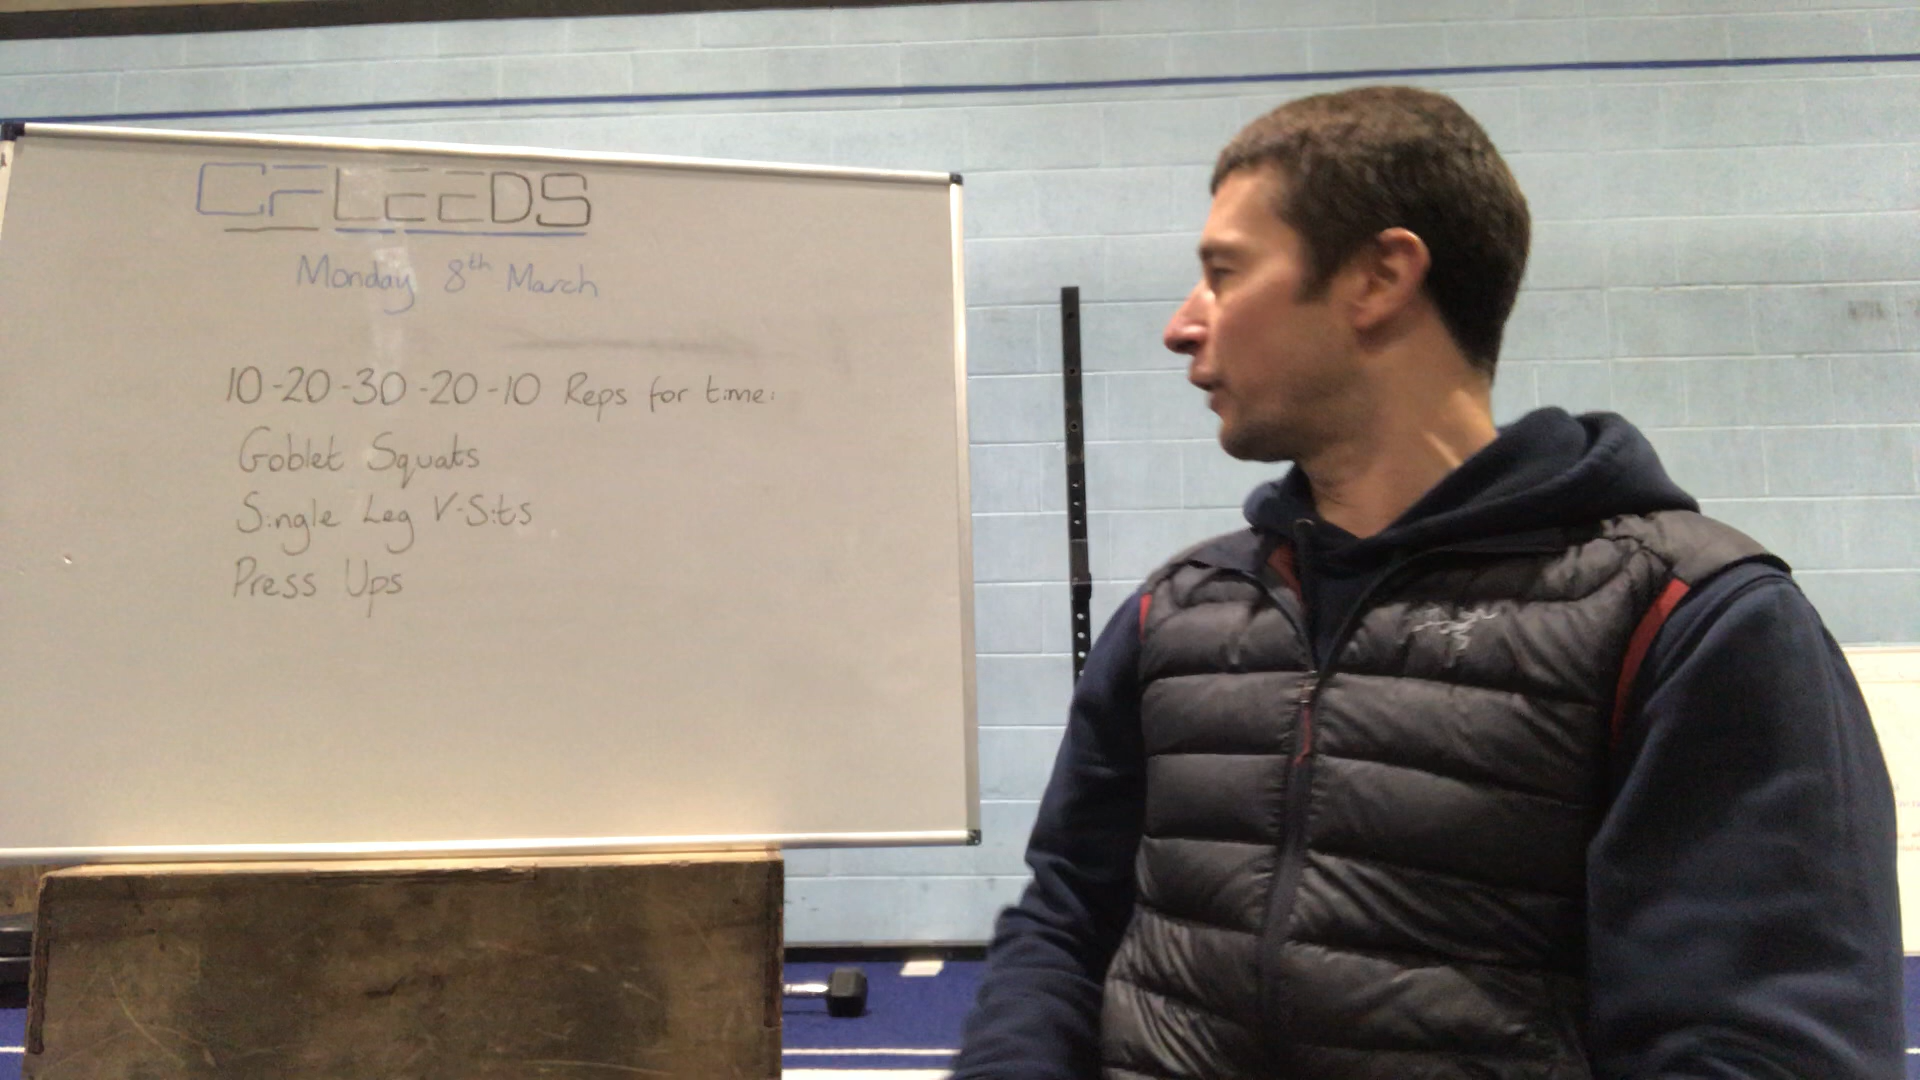 CFLEEDS
Monday 8th March
10-20-30-20-10 Reps for time:
Goblet Squats
Single Leg V-Sits
Press Ups